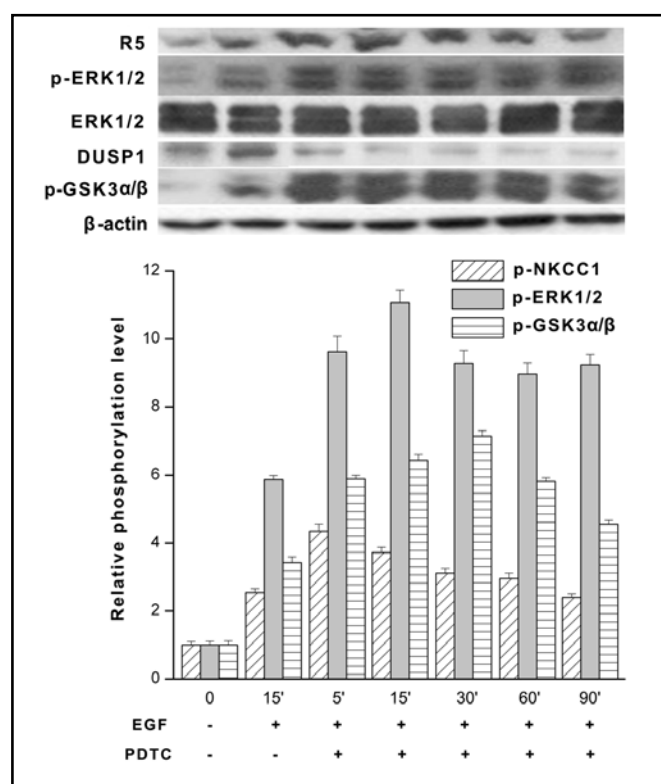 R5
p-ERK1/2
ERK1/2
DUSP1
p-GSK3α/β
β-actin
12
10
8
6
4
2
0
Relative phosphorylation level
p-NKCC1
p-ERK1/2
p-GSK3α/β
0 15' 5' 15' 30' 60' 90'
EGF - + + + + + +
PDTC - - + + + + +